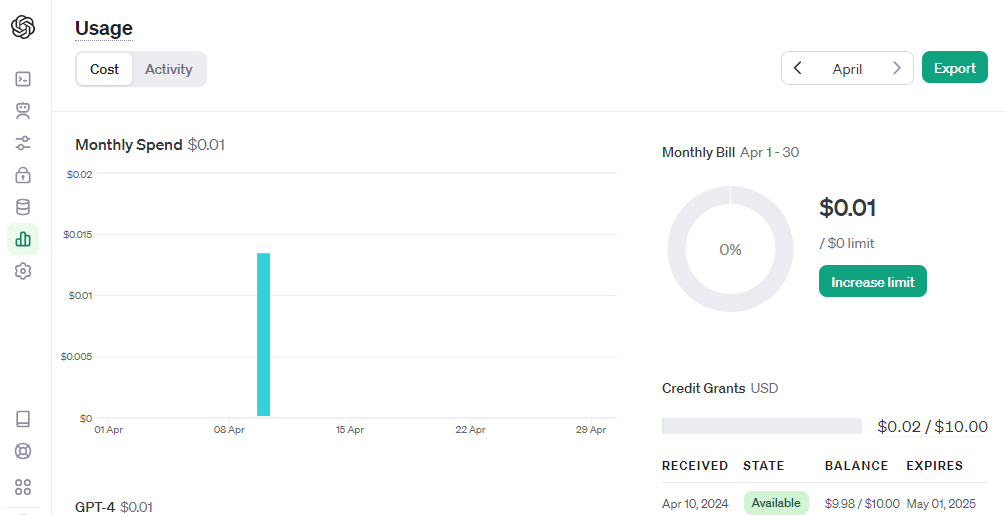 Usage
Cost Activity
April
Export
Monthly Spend $0.01
$0.02
$0.015
$0.01
$0.005
$0
01 Apr 08 Apr 15 Apr 22 Apr 29 Apr
GPT-4 $0.01
Monthly Bill Apr 1 - 30
0%
$0.01
/ $0 limit
Increase limit
Credit Grants USD
$0.02 / $10.00
RECEIVED STATE BALANCE EXPIRES
Apr 10, 2024 Available $9.98 / $10.00 May 01, 2025